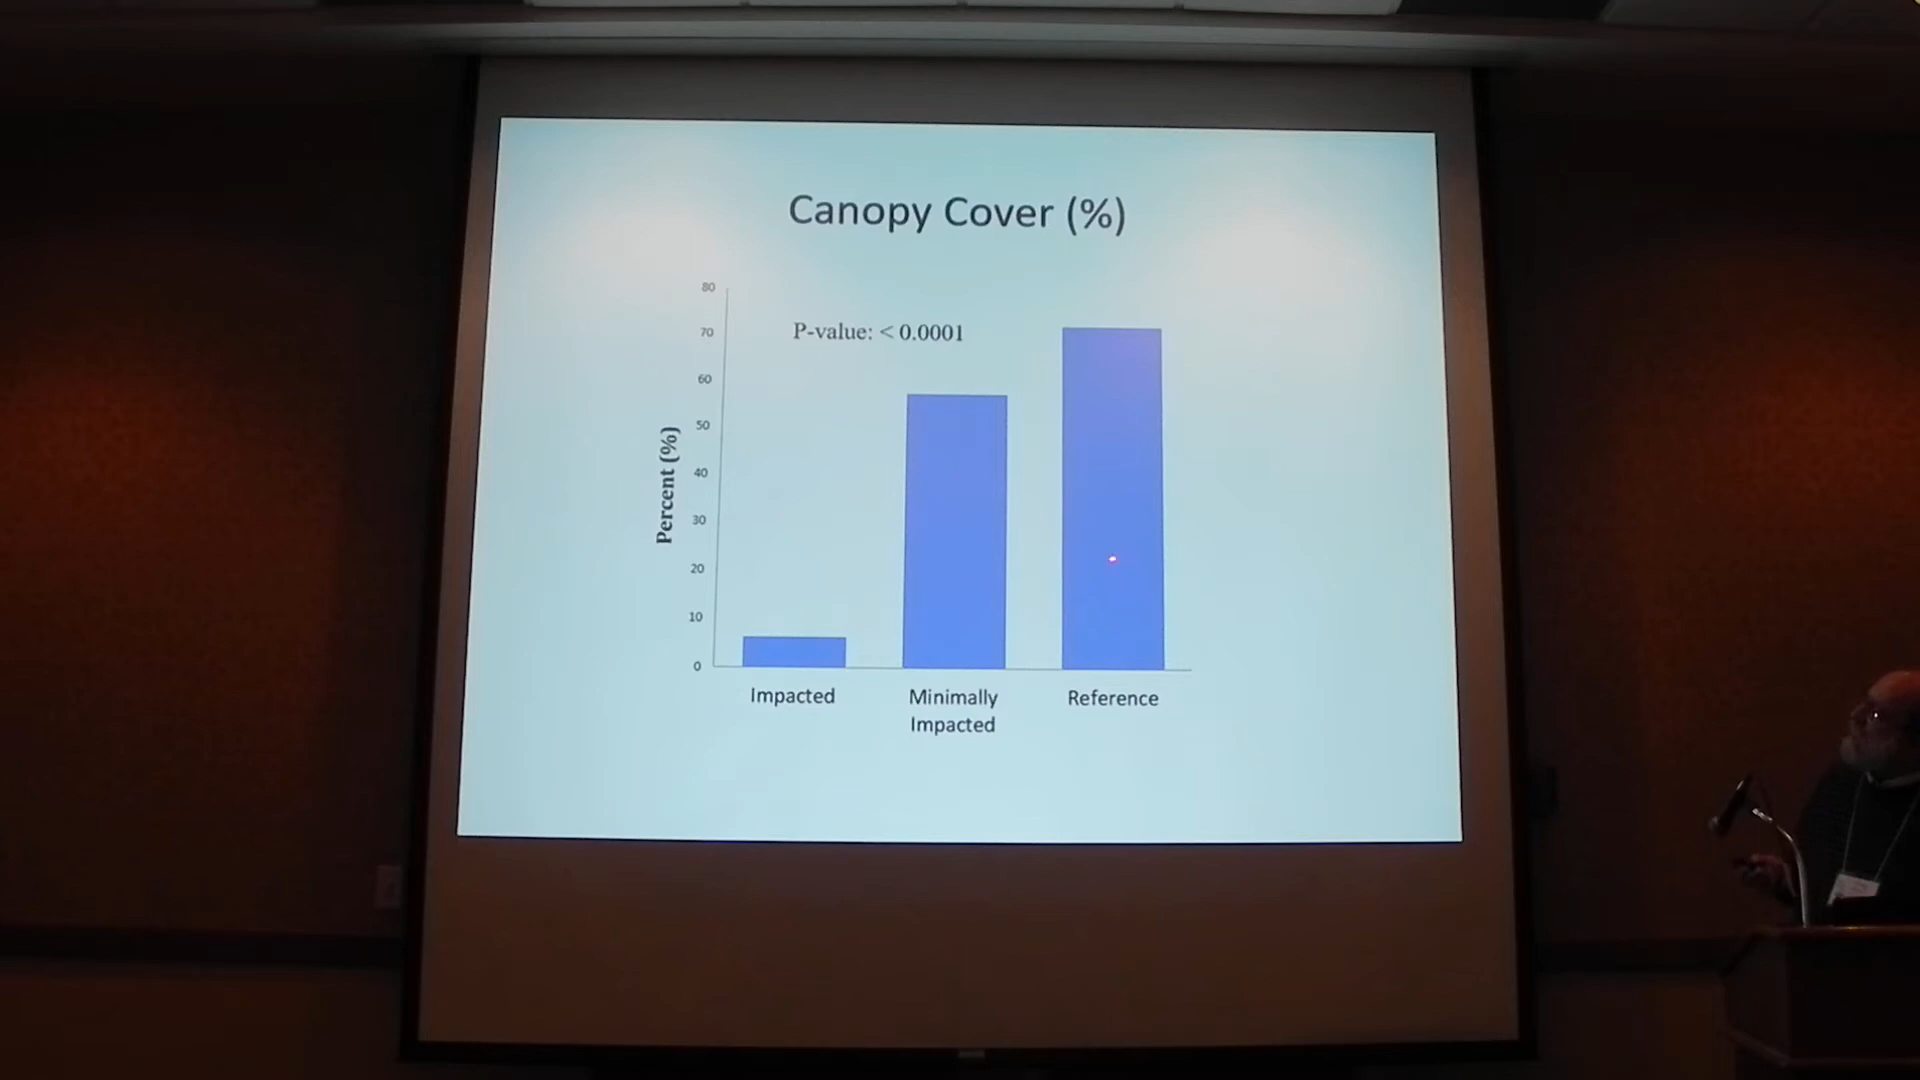 Canopy Cover (%)
80
P-value: < 0.0001
70
60
50
40
30
20
10
0
Percent (%)
Impacted
Minimally
Impacted
Reference